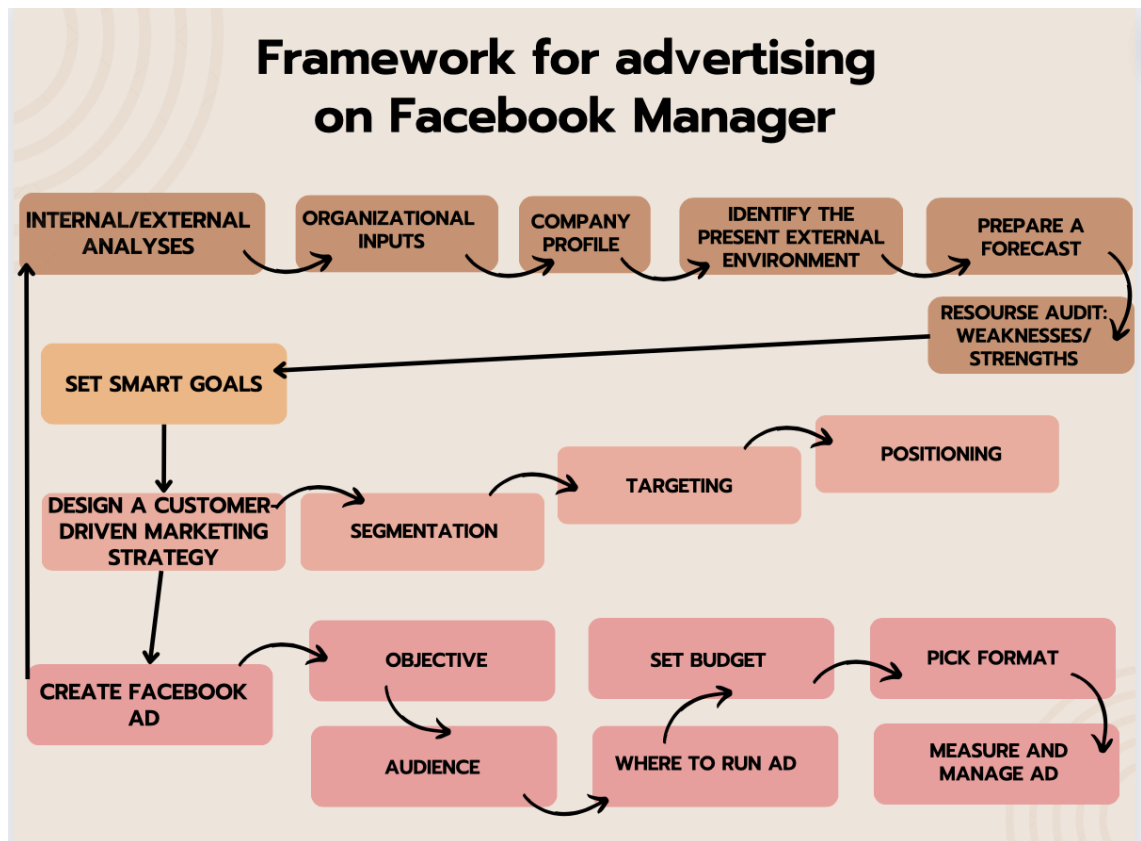 Framework for advertising
on Facebook Manager
INTERNAL/EXTERNAL
ANALYSES
ORGANIZATIONAL
INPUTS
COMPANY
PROFILE
IDENTIFY THE
PRESENT EXTERNAL
ENVIRONMENT
PREPARE A
FORECAST
RESOURSE AUDIT:
WEAKNESSES/
STRENGTHS
SET SMART GOALS
DESIGN A CUSTOMER-
DRIVEN MARKETING
STRATEGY
SEGMENTATION
TARGETING
POSITIONING
CREATE FACEBOOK
AD
OBJECTIVE
AUDIENCE
WHERE TO RUN AD
SET BUDGET
PICK FORMAT
MEASURE AND
MANAGE AD